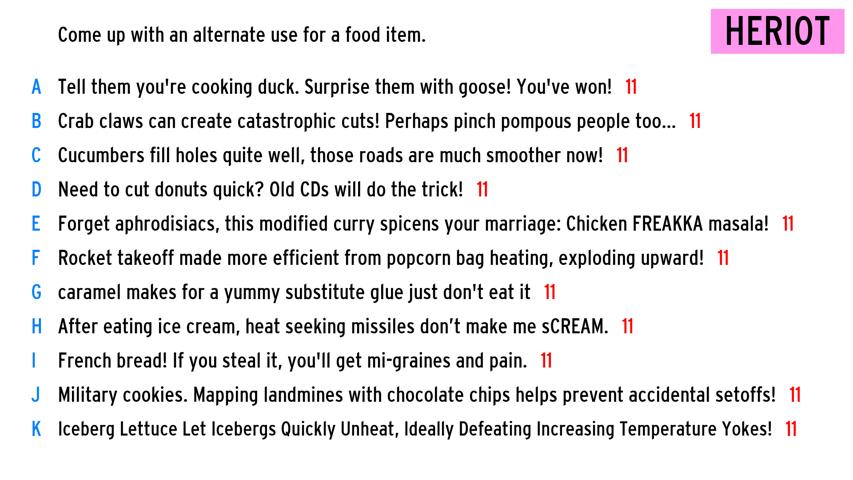 Come up with an alternate use for a food item.
HERIOT
A Tell them you're cooking duck. Surprise them with goose! You've won! 11
B Crab claws can create catastrophic cuts! Perhaps pinch pompous people too... 11
C Cucumbers fill holes quite well, those roads are much smoother now! 11
D Need to cut donuts quick? Old CDs will do the trick! 11
E Forget aphrodisiacs, this modified curry spicens your marriage: Chicken FREAKKA masala! 11
F Rocket takeoff made more efficient from popcorn bag heating, exploding upward! 11
G caramel makes for a yummy substitute glue just don't eat it 11
H After eating ice cream, heat seeking missiles don’t make me sCREAM. 11
I French bread! If you steal it, you'll get mi-graines and pain. 11
J Military cookies. Mapping landmines with chocolate chips helps prevent accidental setoffs! 11
K Iceberg Lettuce Let Icebergs Quickly Unheat, Ideally Defeating Increasing Temperature Yokes! 11